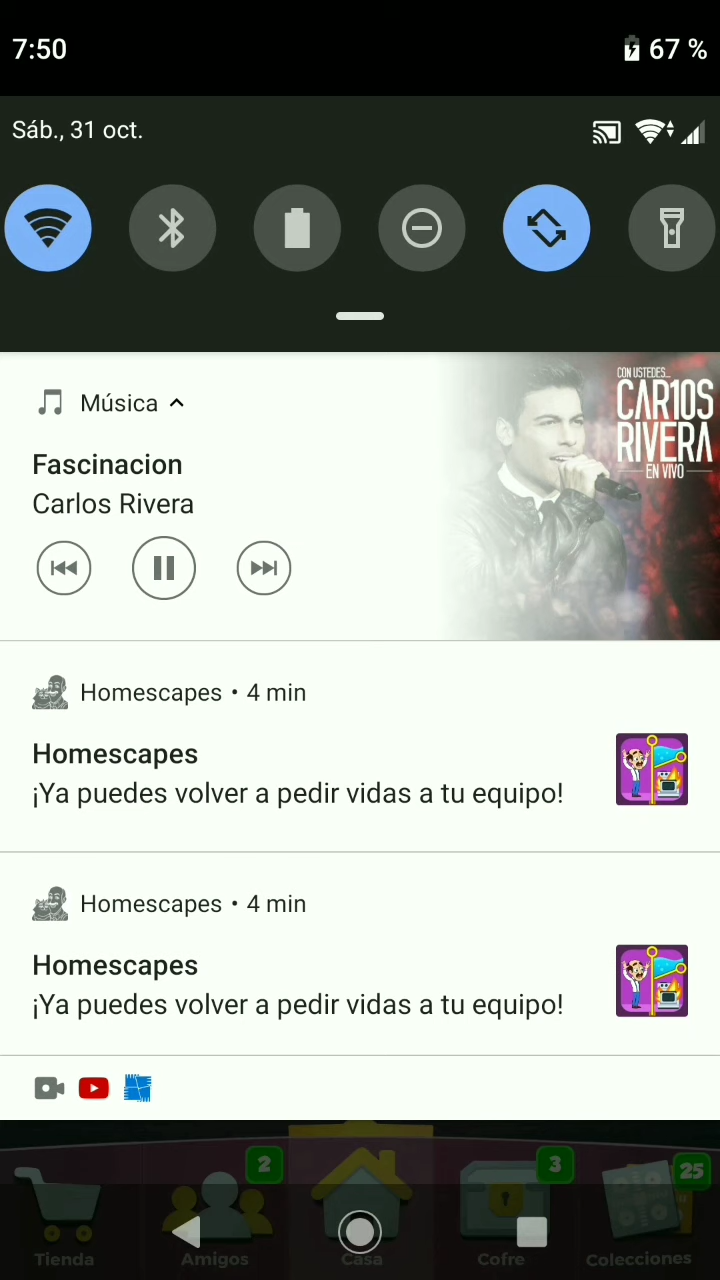 7:50
67 %
Sáb., 31 oct.
Música
Fascinacion
Carlos Rivera
CON USTEDES...
CAR10S
RIVERA
EN VIVO
Homescapes • 4 min
Homescapes
¡Ya puedes volver a pedir vidas a tu equipo!
Homescapes • 4 min
Homescapes
¡Ya puedes volver a pedir vidas a tu equipo!
2
3
25
Tienda
Amigos
Casa
Cofre
Colecciones